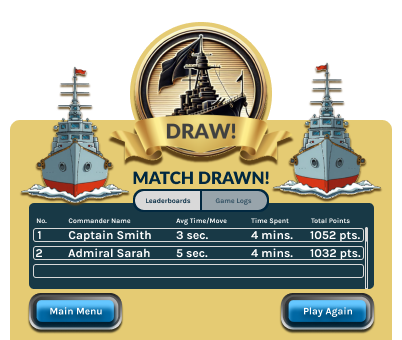 DRAW!
MATCH DRAWN!
Leaderboards Game Logs
No. Commander Name Avg Time/Move Time Spent Total Points
1 Captain Smith 3 sec. 4 mins. 1052 pts.
2 Admiral Sarah 5 sec. 4 mins. 1032 pts.
Main Menu Play Again